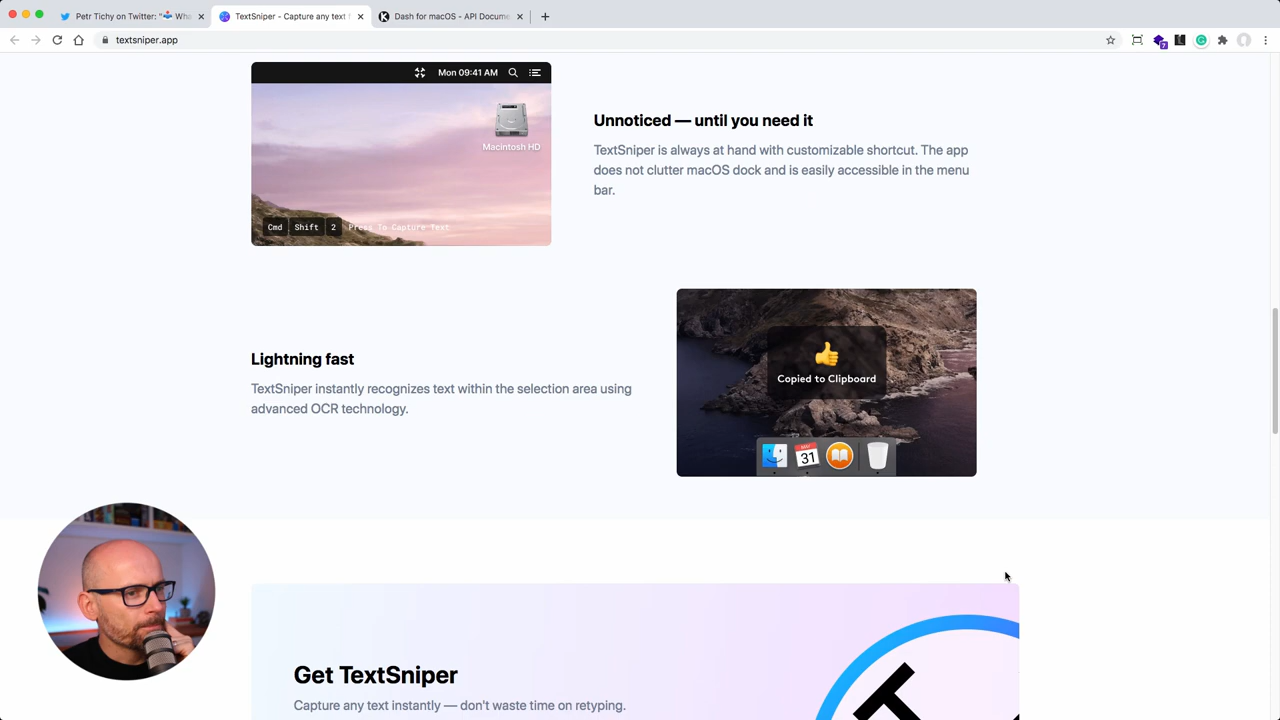 Petr Tichy on Twitter: "📥 Wha
TextSniper - Capture any text f
Dash for macOS - API Docume
textsniper.app
7
Mon 09:41 AM
Macintosh HD
Cmd Shift 2 Press To Capture Text
Unnoticed — until you need it
TextSniper is always at hand with customizable shortcut. The app
does not clutter macOS dock and is easily accessible in the menu
bar.
Lightning fast
TextSniper instantly recognizes text within the selection area using
advanced OCR technology.
Copied to Clipboard
31
Get TextSniper
Capture any text instantly — don't waste time on retyping.